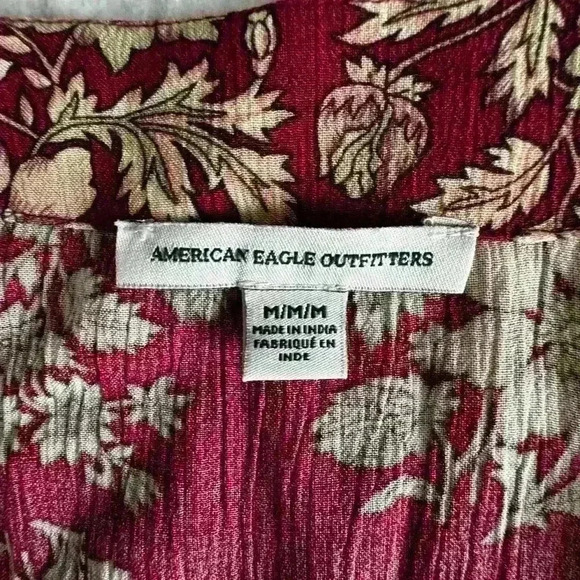 AMERICAN EAGLE OUTFITTERS
M/M/M
MADE IN INDIA
FABRIQUÉ EN
INDE